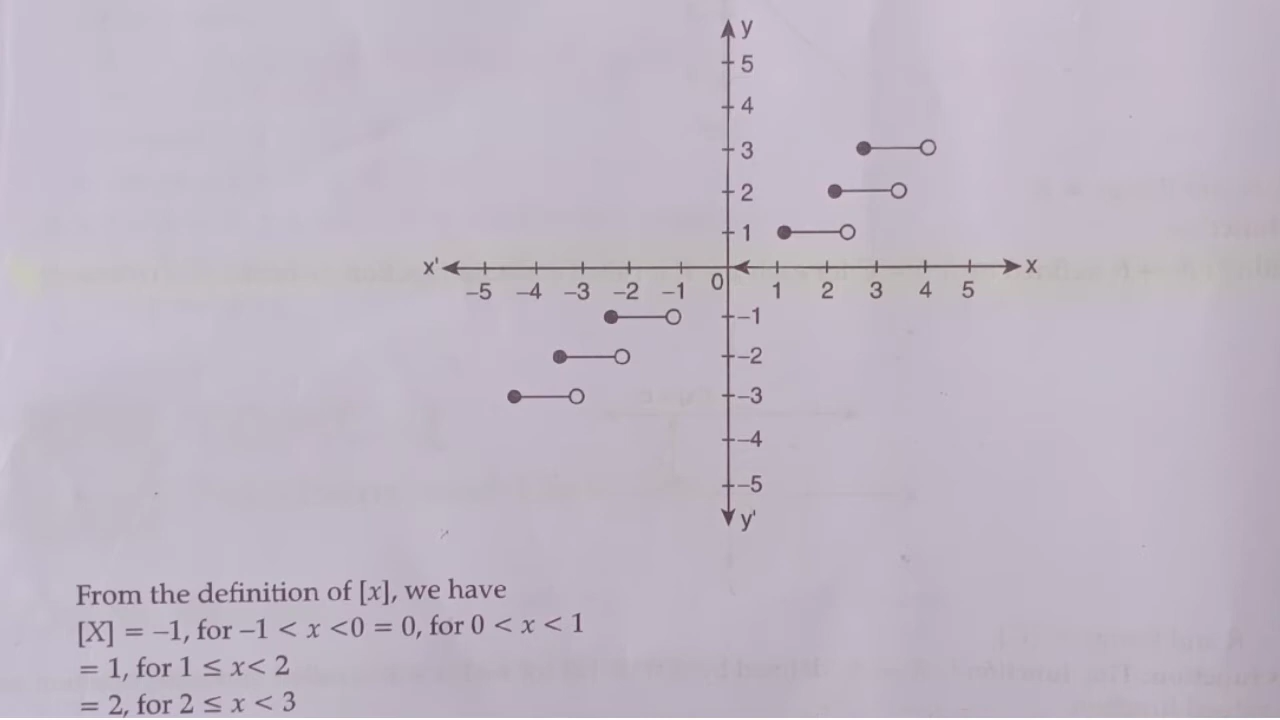 y
5
4
3
2
1
x' x
-5 -4 -3 -2 -1 0 1 2 3 4 5
-1
-2
-3
-4
-5
y'
From the definition of [x], we have
[X] = −1, for −1 < x <0 = 0, for 0 < x < 1
= 1, for 1 ≤ x< 2
= 2, for 2 ≤ x < 3